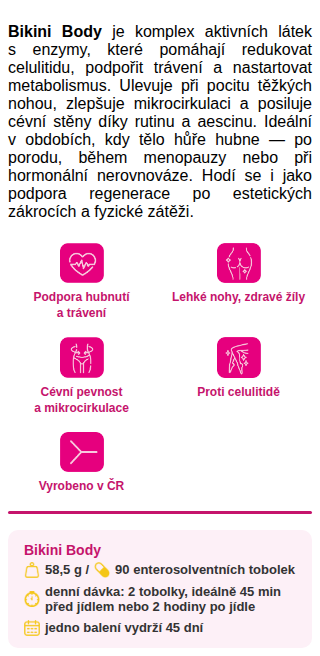 Bikini Body je komplex aktivních látek
s enzymy, které pomáhají redukovat
celulitidu, podpořit trávení a nastartovat
metabolismus. Ulevuje při pocitu těžkých
nohou, zlepšuje mikrocirkulaci a posiluje
cévní stěny díky rutinu a aescinu. Ideální
v obdobích, kdy tělo hůře hubne — po
porodu, během menopauzy nebo při
hormonální nerovnováze. Hodí se i jako
podpora regenerace po estetických
zákrocích a fyzické zátěži.
Podpora hubnutí
a trávení
Lehké nohy, zdravé žíly
Cévní pevnost
a mikrocirkulace
Proti celulitidě
Vyrobeno v ČR
Bikini Body
58,5 g / 90 enterosolventních tobolek
denní dávka: 2 tobolky, ideálně 45 min
před jídlem nebo 2 hodiny po jídle
jedno balení vydrží 45 dní